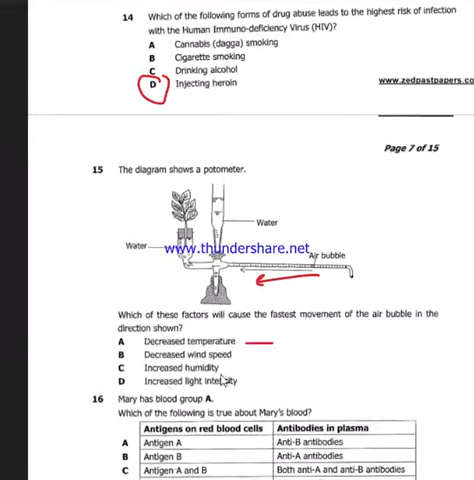 14 Which of the following forms of drug abuse leads to the highest risk of infection
with the Human Immuno-deficiency Virus (HIV)?
A Cannabis (dagga) smoking
B Cigarette smoking
C Drinking alcohol
D Injecting heroin
www.zedpastpapers.co
Page 7 of 15
15 The diagram shows a potometer.
Water
Water
www.thundershare.net
Air bubble
Which of these factors will cause the fastest movement of the air bubble in the
direction shown?
A Decreased temperature
B Decreased wind speed
C Increased humidity
D Increased light intensity
16 Mary has blood group A.
Which of the following is true about Mary's blood?
Antigens on red blood cells Antibodies in plasma
A Antigen A Anti-B antibodies
B Antigen B Anti-A antibodies
C Antigen A and B Both anti-A and anti-B antibodies